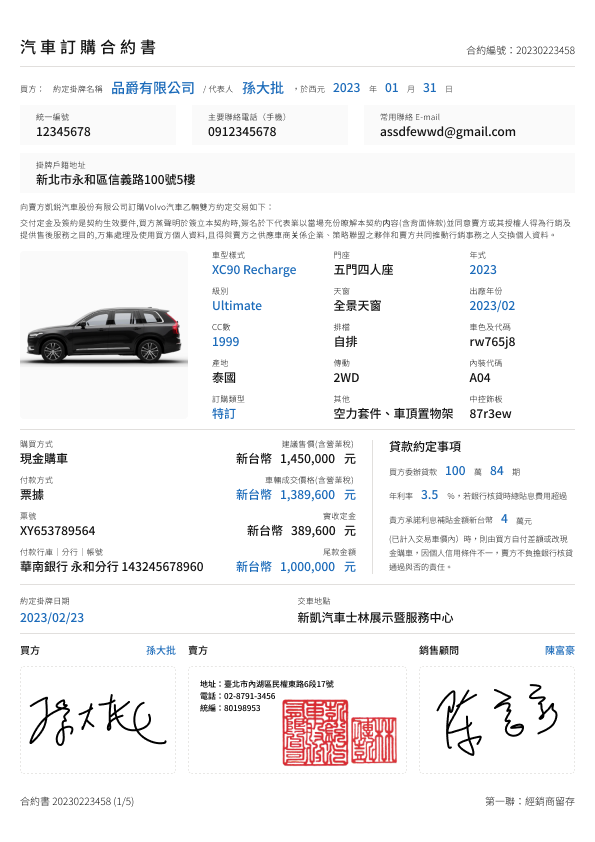 汽車訂購合約書
合約編號：20230223458
買方： 約定掛牌名稱 品爵有限公司 / 代表人 孫大批 ，於西元 2023 年 01 月 31 日
統一編號 主要聯絡電話（手機） 常用聯絡 E-mail
12345678 0912345678 assdfewwd@gmail.com
掛牌戶籍地址
新北市永和區信義路100號5樓
向賣方凱銳汽車股份有限公司訂購Volvo汽車乙輛雙方約定交易如下：
交付定金及簽約是契約生效要件,買方茲聲明於簽立本契約時,簽名於下代表業以當場充份瞭解本契約內容(含背面條款)並同意賣方或其授權人得為行銷及
提供售後服務之目的,方集處理及使用買方個人資料,且得與賣方之供應車商关係企業、策略聯盟之夥伴和賣方共同推動行銷事務之人交換個人資料。
車型樣式 門座 年式
XC90 Recharge 五門四人座 2023
級別 天窗 出廠年份
Ultimate 全景天窗 2023/02
CC數 排檔 車色及代碼
1999 自排 rw765j8
產地 傳動 內裝代碼
泰國 2WD A04
訂購類型 其他 中控飾板
特訂 空力套件、車頂置物架 87r3ew
購買方式 建議售價(含營業稅)
現金購車 新台幣 1,450,000 元
付款方式 車輛成交價格(含營業稅)
票據 新台幣 1,389,600 元
票號 實收定金
XY653789564 新台幣 389,600 元
付款行庫｜分行｜帳號 尾款金額
華南銀行 永和分行 143245678960 新台幣 1,000,000 元
貸款約定事項
買方委辦貸款 100 萬 84 期
年利率 3.5 %，若銀行核貸時總貼息費用超過
賣方承諾利息補貼金額新台幣 4 萬元
(已計入交易車價內）時，則由買方自付差額或改現
金購車，因個人信用條件不一，賣方不負擔銀行核貸
通過與否的責任。
約定掛牌日期 交車地點
2023/02/23 新凱汽車士林展示暨服務中心
買方 孫大批 賣方 銷售顧問 陳富豪
孫大批
地址：臺北市內湖區民權東路6段17號
電話：02-8791-3456
統編：80198953
合約書 20230223458 (1/5)
第一聯：經銷商留存